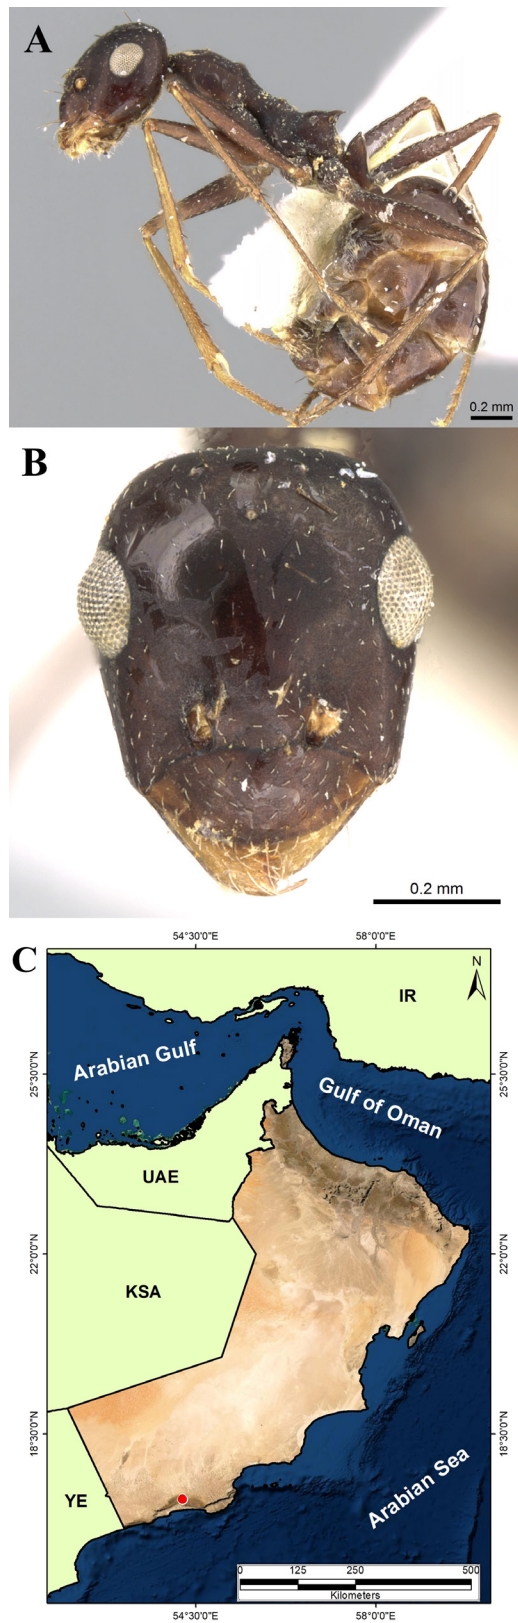 A
0.2 mm
B
0.2 mm
C
54°30'0"E 58°0'0"E
N
IR
Arabian Gulf
25°30'0"N 25°30'0"N
Gulf of Oman
UAE
22°0'0"N 22°0'0"N
KSA
18°30'0"N 18°30'0"N
YE
Arabian Sea
0 125 250 500
Kilometers
54°30'0"E 58°0'0"E